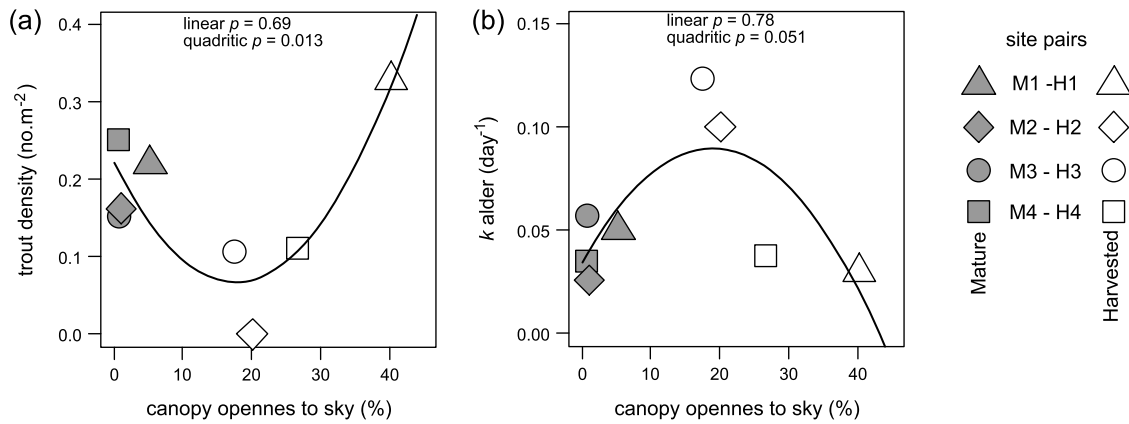 (a)
linear p = 0.69
quadritic p = 0.013
trout density (no.m⁻²)
0.4
0.3
0.2
0.1
0.0
0 10 20 30 40
canopy opennes to sky (%)
(b)
linear p = 0.78
quadritic p = 0.051
k alder (day⁻¹)
0.15
0.10
0.05
0.00
0 10 20 30 40
canopy opennes to sky (%)
site pairs
M1 -H1
M2 - H2
M3 - H3
M4 - H4
Mature
Harvested